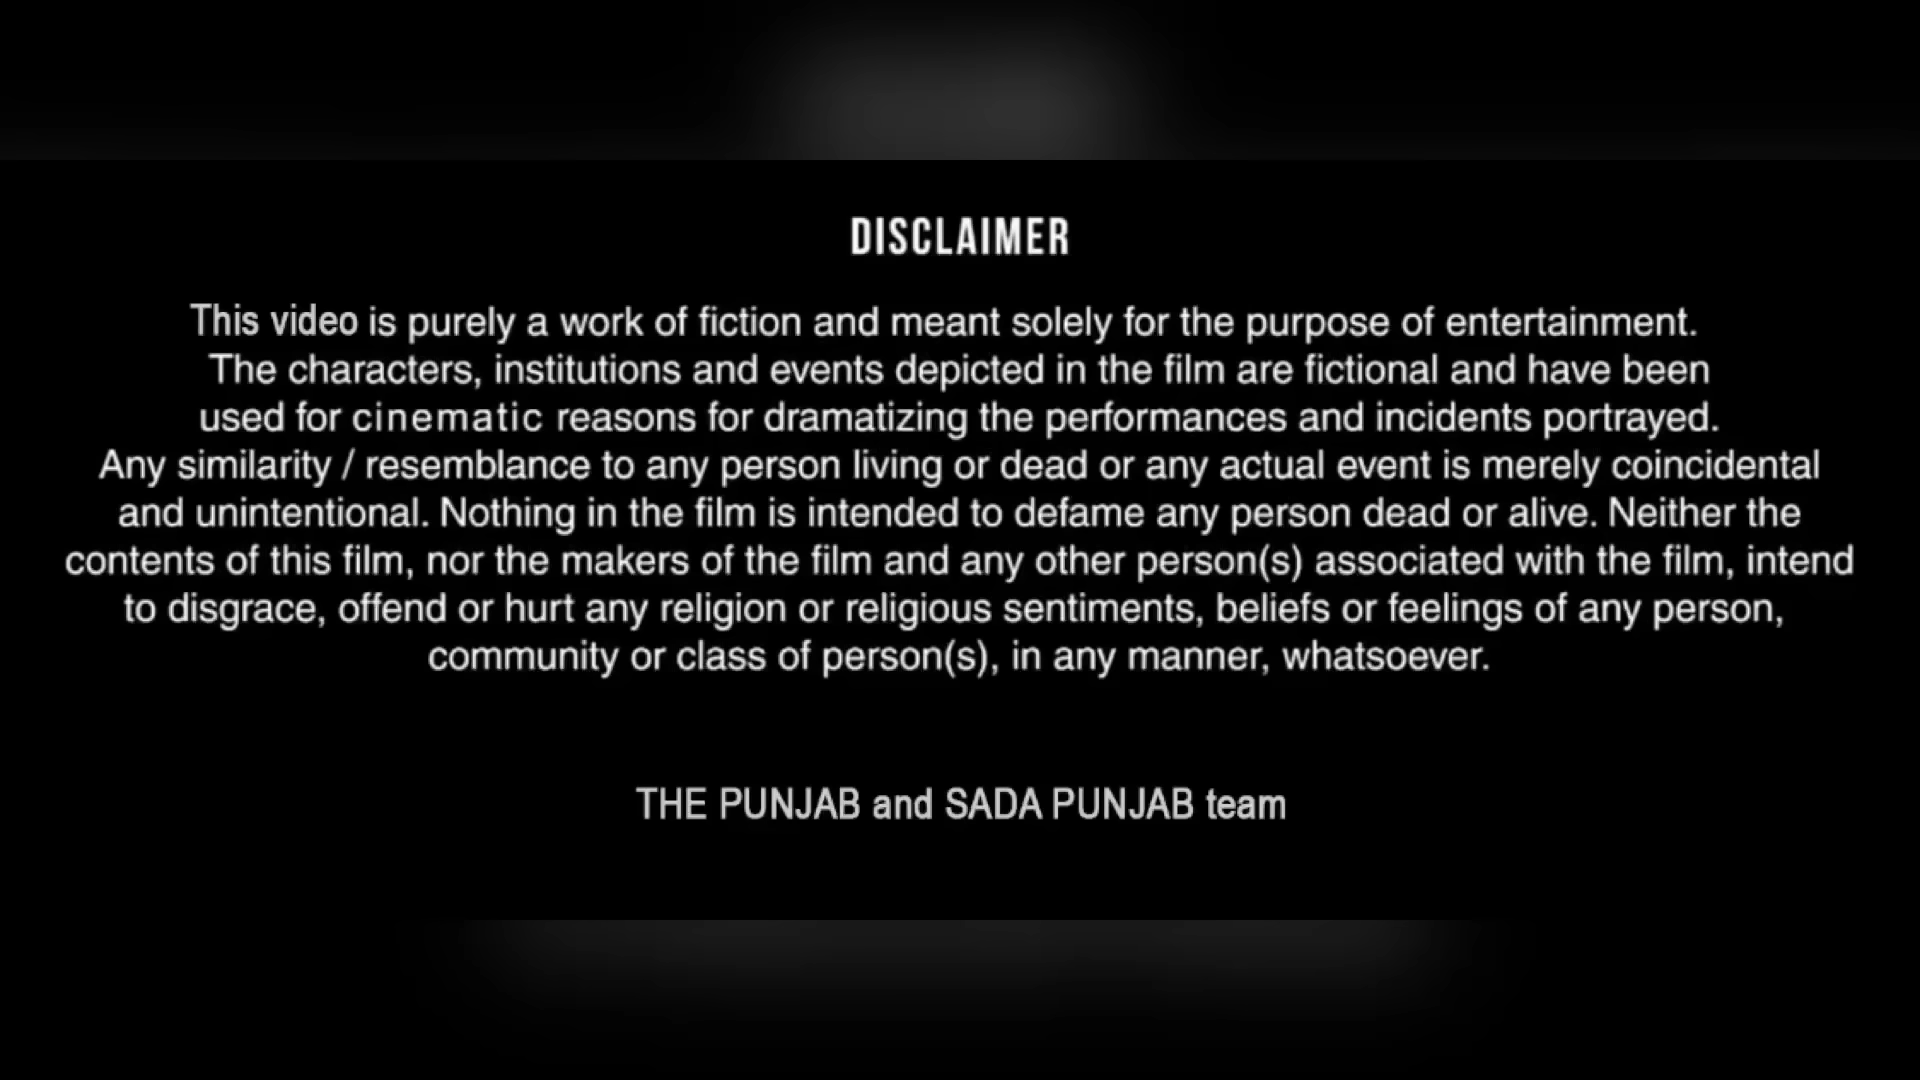 DISCLAIMER
This video is purely a work of fiction and meant solely for the purpose of entertainment.
The characters, institutions and events depicted in the film are fictional and have been
used for cinematic reasons for dramatizing the performances and incidents portrayed.
Any similarity / resemblance to any person living or dead or any actual event is merely coincidental
and unintentional. Nothing in the film is intended to defame any person dead or alive. Neither the
contents of this film, nor the makers of the film and any other person(s) associated with the film, intend
to disgrace, offend or hurt any religion or religious sentiments, beliefs or feelings of any person,
community or class of person(s), in any manner, whatsoever.
THE PUNJAB and SADA PUNJAB team